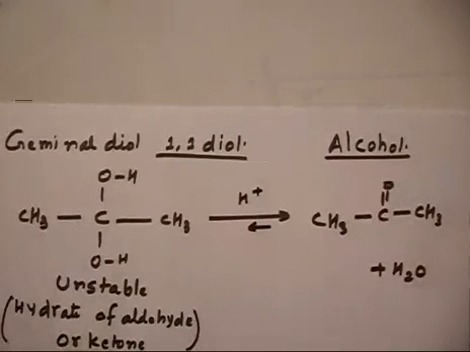 Geminal diol 1,1 diol. Alcohol.
O-H
CH3 - C - CH3 H+ CH3 - C - CH3
O
O-H
+ H2O
Unstable
(Hydrate of aldehyde)
or ketone